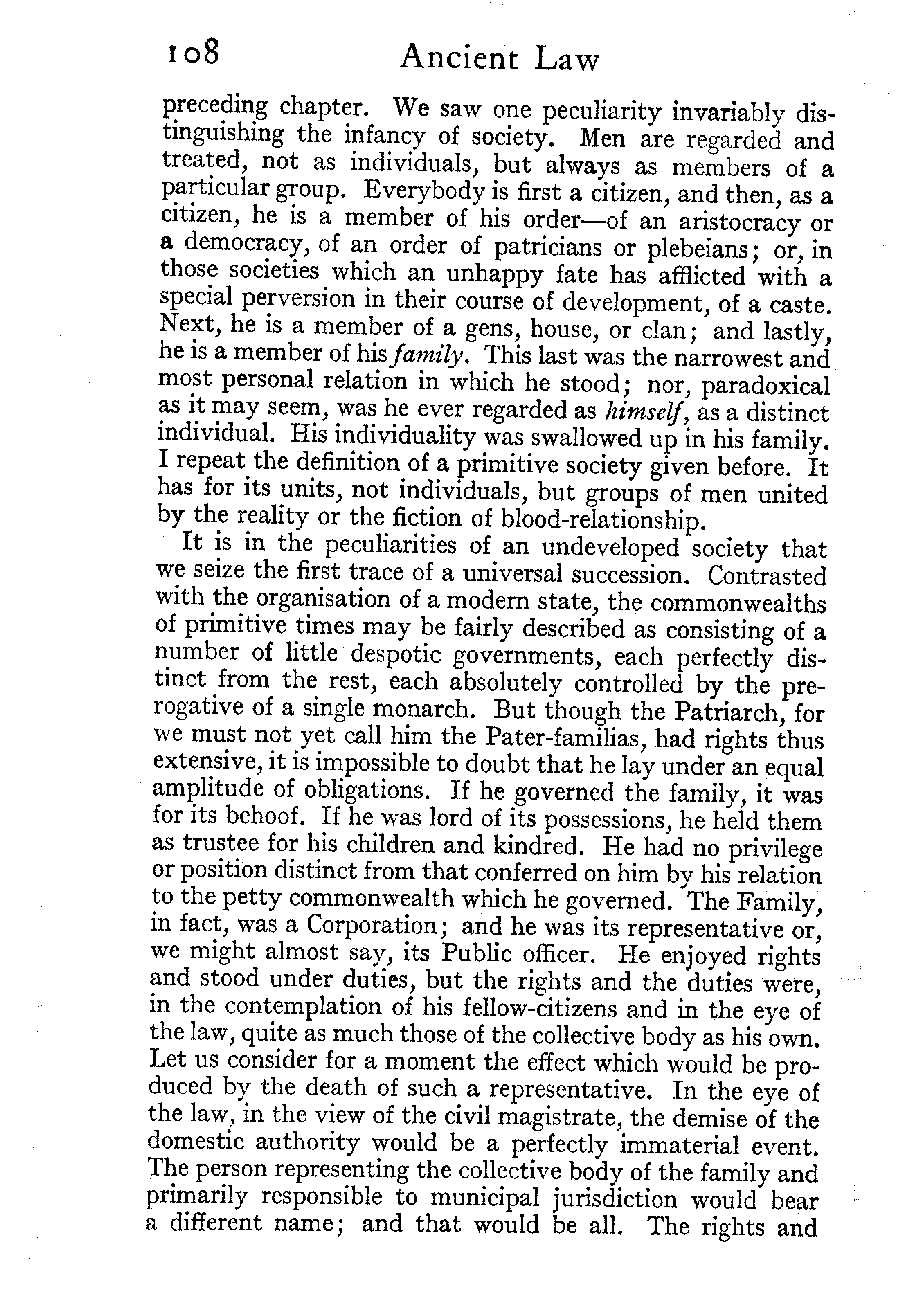 108 Ancient Law
preceding chapter. We saw one peculiarity invariably dis-
tinguishing the infancy of society. Men are regarded and
treated, not as individuals, but always as members of a
particular group. Everybody is first a citizen, and then, as a
citizen, he is a member of his order—of an aristocracy or
a democracy, of an order of patricians or plebeians; or, in
those societies which an unhappy fate has afflicted with a
special perversion in their course of development, of a caste.
Next, he is a member of a gens, house, or clan; and lastly,
he is a member of his family. This last was the narrowest and
most personal relation in which he stood; nor, paradoxical
as it may seem, was he ever regarded as himself, as a distinct
individual. His individuality was swallowed up in his family.
I repeat the definition of a primitive society given before. It
has for its units, not individuals, but groups of men united
by the reality or the fiction of blood-relationship.
It is in the peculiarities of an undeveloped society that
we seize the first trace of a universal succession. Contrasted
with the organisation of a modern state, the commonwealths
of primitive times may be fairly described as consisting of a
number of little despotic governments, each perfectly dis-
tinct from the rest, each absolutely controlled by the pre-
rogative of a single monarch. But though the Patriarch, for
we must not yet call him the Pater-familias, had rights thus
extensive, it is impossible to doubt that he lay under an equal
amplitude of obligations. If he governed the family, it was
for its behoof. If he was lord of its possessions, he held them
as trustee for his children and kindred. He had no privilege
or position distinct from that conferred on him by his relation
to the petty commonwealth which he governed. The Family,
in fact, was a Corporation; and he was its representative or,
we might almost say, its Public officer. He enjoyed rights
and stood under duties, but the rights and the duties were,
in the contemplation of his fellow-citizens and in the eye of
the law, quite as much those of the collective body as his own.
Let us consider for a moment the effect which would be pro-
duced by the death of such a representative. In the eye of
the law, in the view of the civil magistrate, the demise of the
domestic authority would be a perfectly immaterial event.
The person representing the collective body of the family and
primarily responsible to municipal jurisdiction would bear
a different name; and that would be all. The rights and